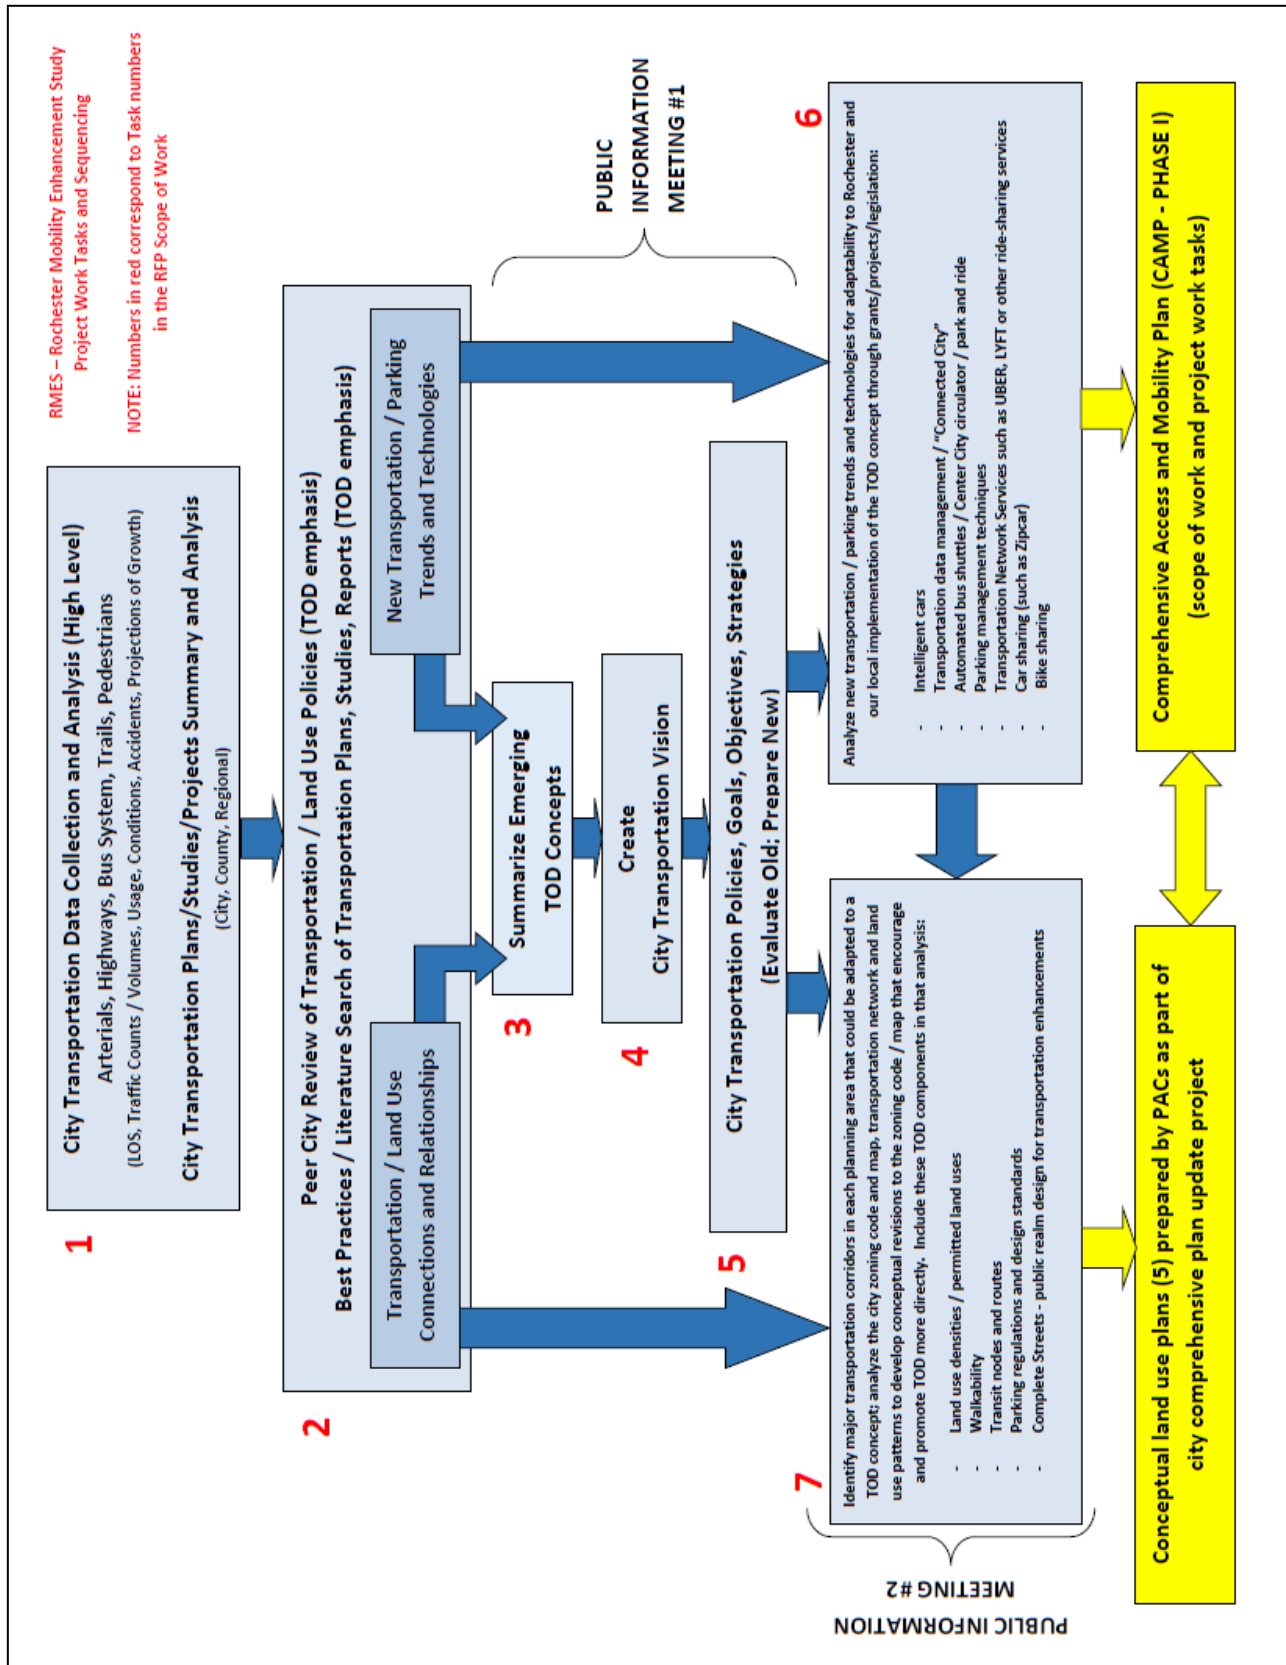 RMES – Rochester Mobility Enhancement Study
Project Work Tasks and Sequencing
NOTE: Numbers in red correspond to Task numbers
in the RFP Scope of Work
1
City Transportation Data Collection and Analysis (High Level)
Arterials, Highways, Bus System, Trails, Pedestrians
(LOS, Traffic Counts / Volumes, Usage, Conditions, Accidents, Projections of Growth)
City Transportation Plans/Studies/Projects Summary and Analysis
(City, County, Regional)
2
Peer City Review of Transportation / Land Use Policies (TOD emphasis)
Best Practices / Literature Search of Transportation Plans, Studies, Reports (TOD emphasis)
Transportation / Land Use
Connections and Relationships
New Transportation / Parking
Trends and Technologies
3
Summarize Emerging
TOD Concepts
4
Create
City Transportation Vision
5
City Transportation Policies, Goals, Objectives, Strategies
(Evaluate Old; Prepare New)
PUBLIC
INFORMATION
MEETING #1
7
Identify major transportation corridors in each planning area that could be adapted to a
TOD concept; analyze the city zoning code and map, transportation network and land
use patterns to develop conceptual revisions to the zoning code / map that encourage
and promote TOD more directly. Include these TOD components in that analysis:
- Land use densities / permitted land uses
- Walkability
- Transit nodes and routes
- Parking regulations and design standards
- Complete Streets - public realm design for transportation enhancements
6
Analyze new transportation / parking trends and technologies for adaptability to Rochester and
our local implementation of the TOD concept through grants/projects/legislation:
- Intelligent cars
- Transportation data management / “Connected City”
- Automated bus shuttles / Center City circulator / park and ride
- Parking management techniques
- Transportation Network Services such as UBER, LYFT or other ride-sharing services
- Car sharing (such as Zipcar)
- Bike sharing
PUBLIC INFORMATION
MEETING #2
Conceptual land use plans (5) prepared by PACs as part of
city comprehensive plan update project
Comprehensive Access and Mobility Plan (CAMP - PHASE I)
(scope of work and project work tasks)